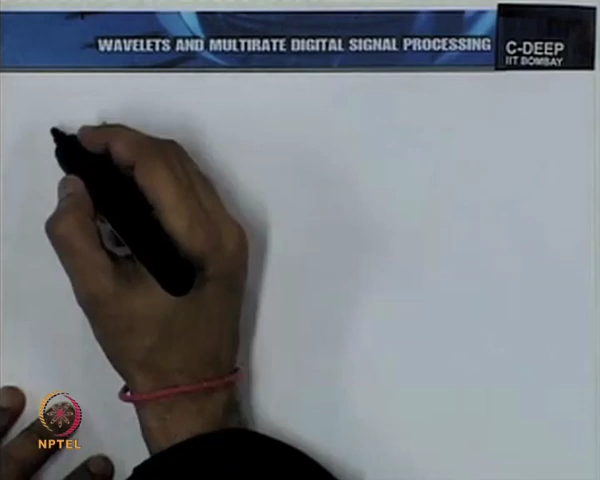 WAVELETS AND MULTIRATE DIGITAL SIGNAL PROCESSING
C-DEEP
IIT BOMBAY
NPTEL